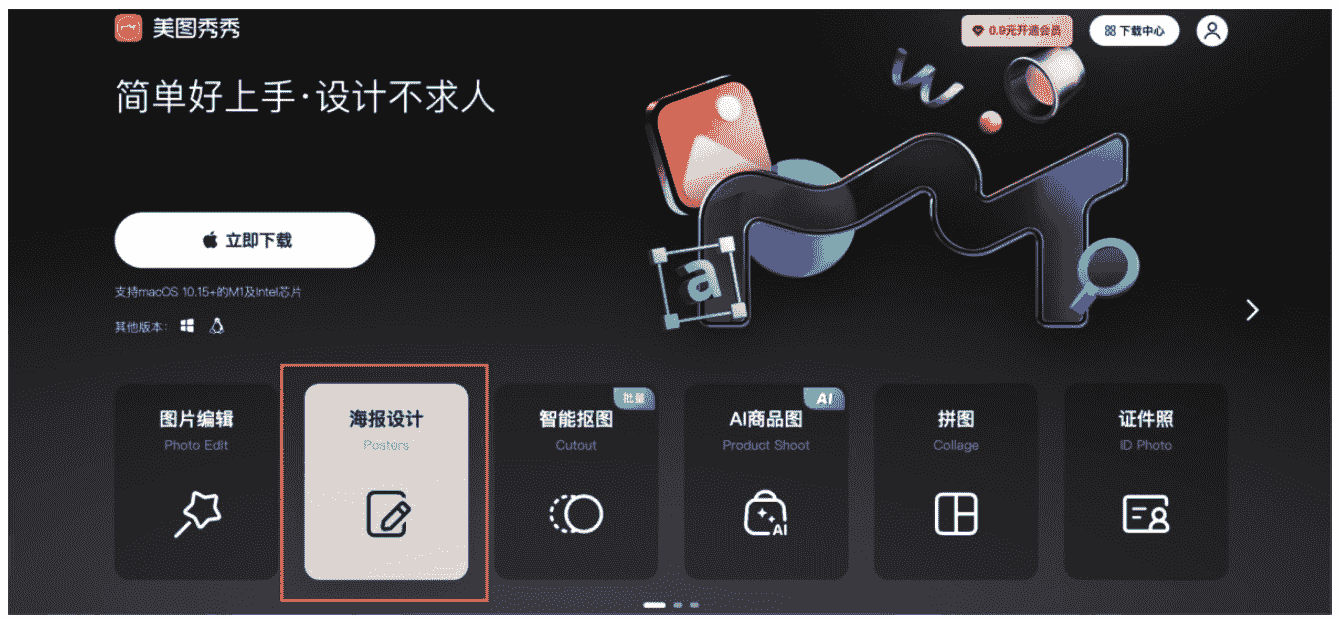 美图秀秀
0.9元开通会员
下载中心
简单好上手·设计不求人
a
立即下载
支持macOS 10.15+的M1及Intel芯片
其他版本：
图片编辑
Photo Edit
海报设计
Posters
批量
智能抠图
Cutout
AI
AI商品图
Product Shoot
AI
拼图
Collage
证件照
ID Photo